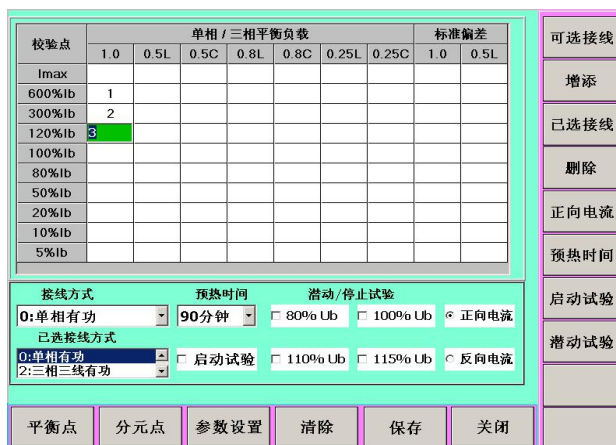 校验点 单相 / 三相平衡负载 标准偏差
1.0 0.5L 0.5C 0.8L 0.8C 0.25L 0.25C 1.0 0.5L
Imax
600%Ib 1
300%Ib 2
120%Ib 3
100%Ib
80%Ib
50%Ib
20%Ib
10%Ib
5%Ib
接线方式 预热时间 潜动/停止试验
0:单相有功 90分钟 80% Ub 100% Ub 正向电流
已选接线方式
0:单相有功 启动试验 110% Ub 115% Ub 反向电流
2:三相三线有功
平衡点 分元点 参数设置 清除 保存 关闭
可选接线
增添
已选接线
删除
正向电流
预热时间
启动试验
潜动试验